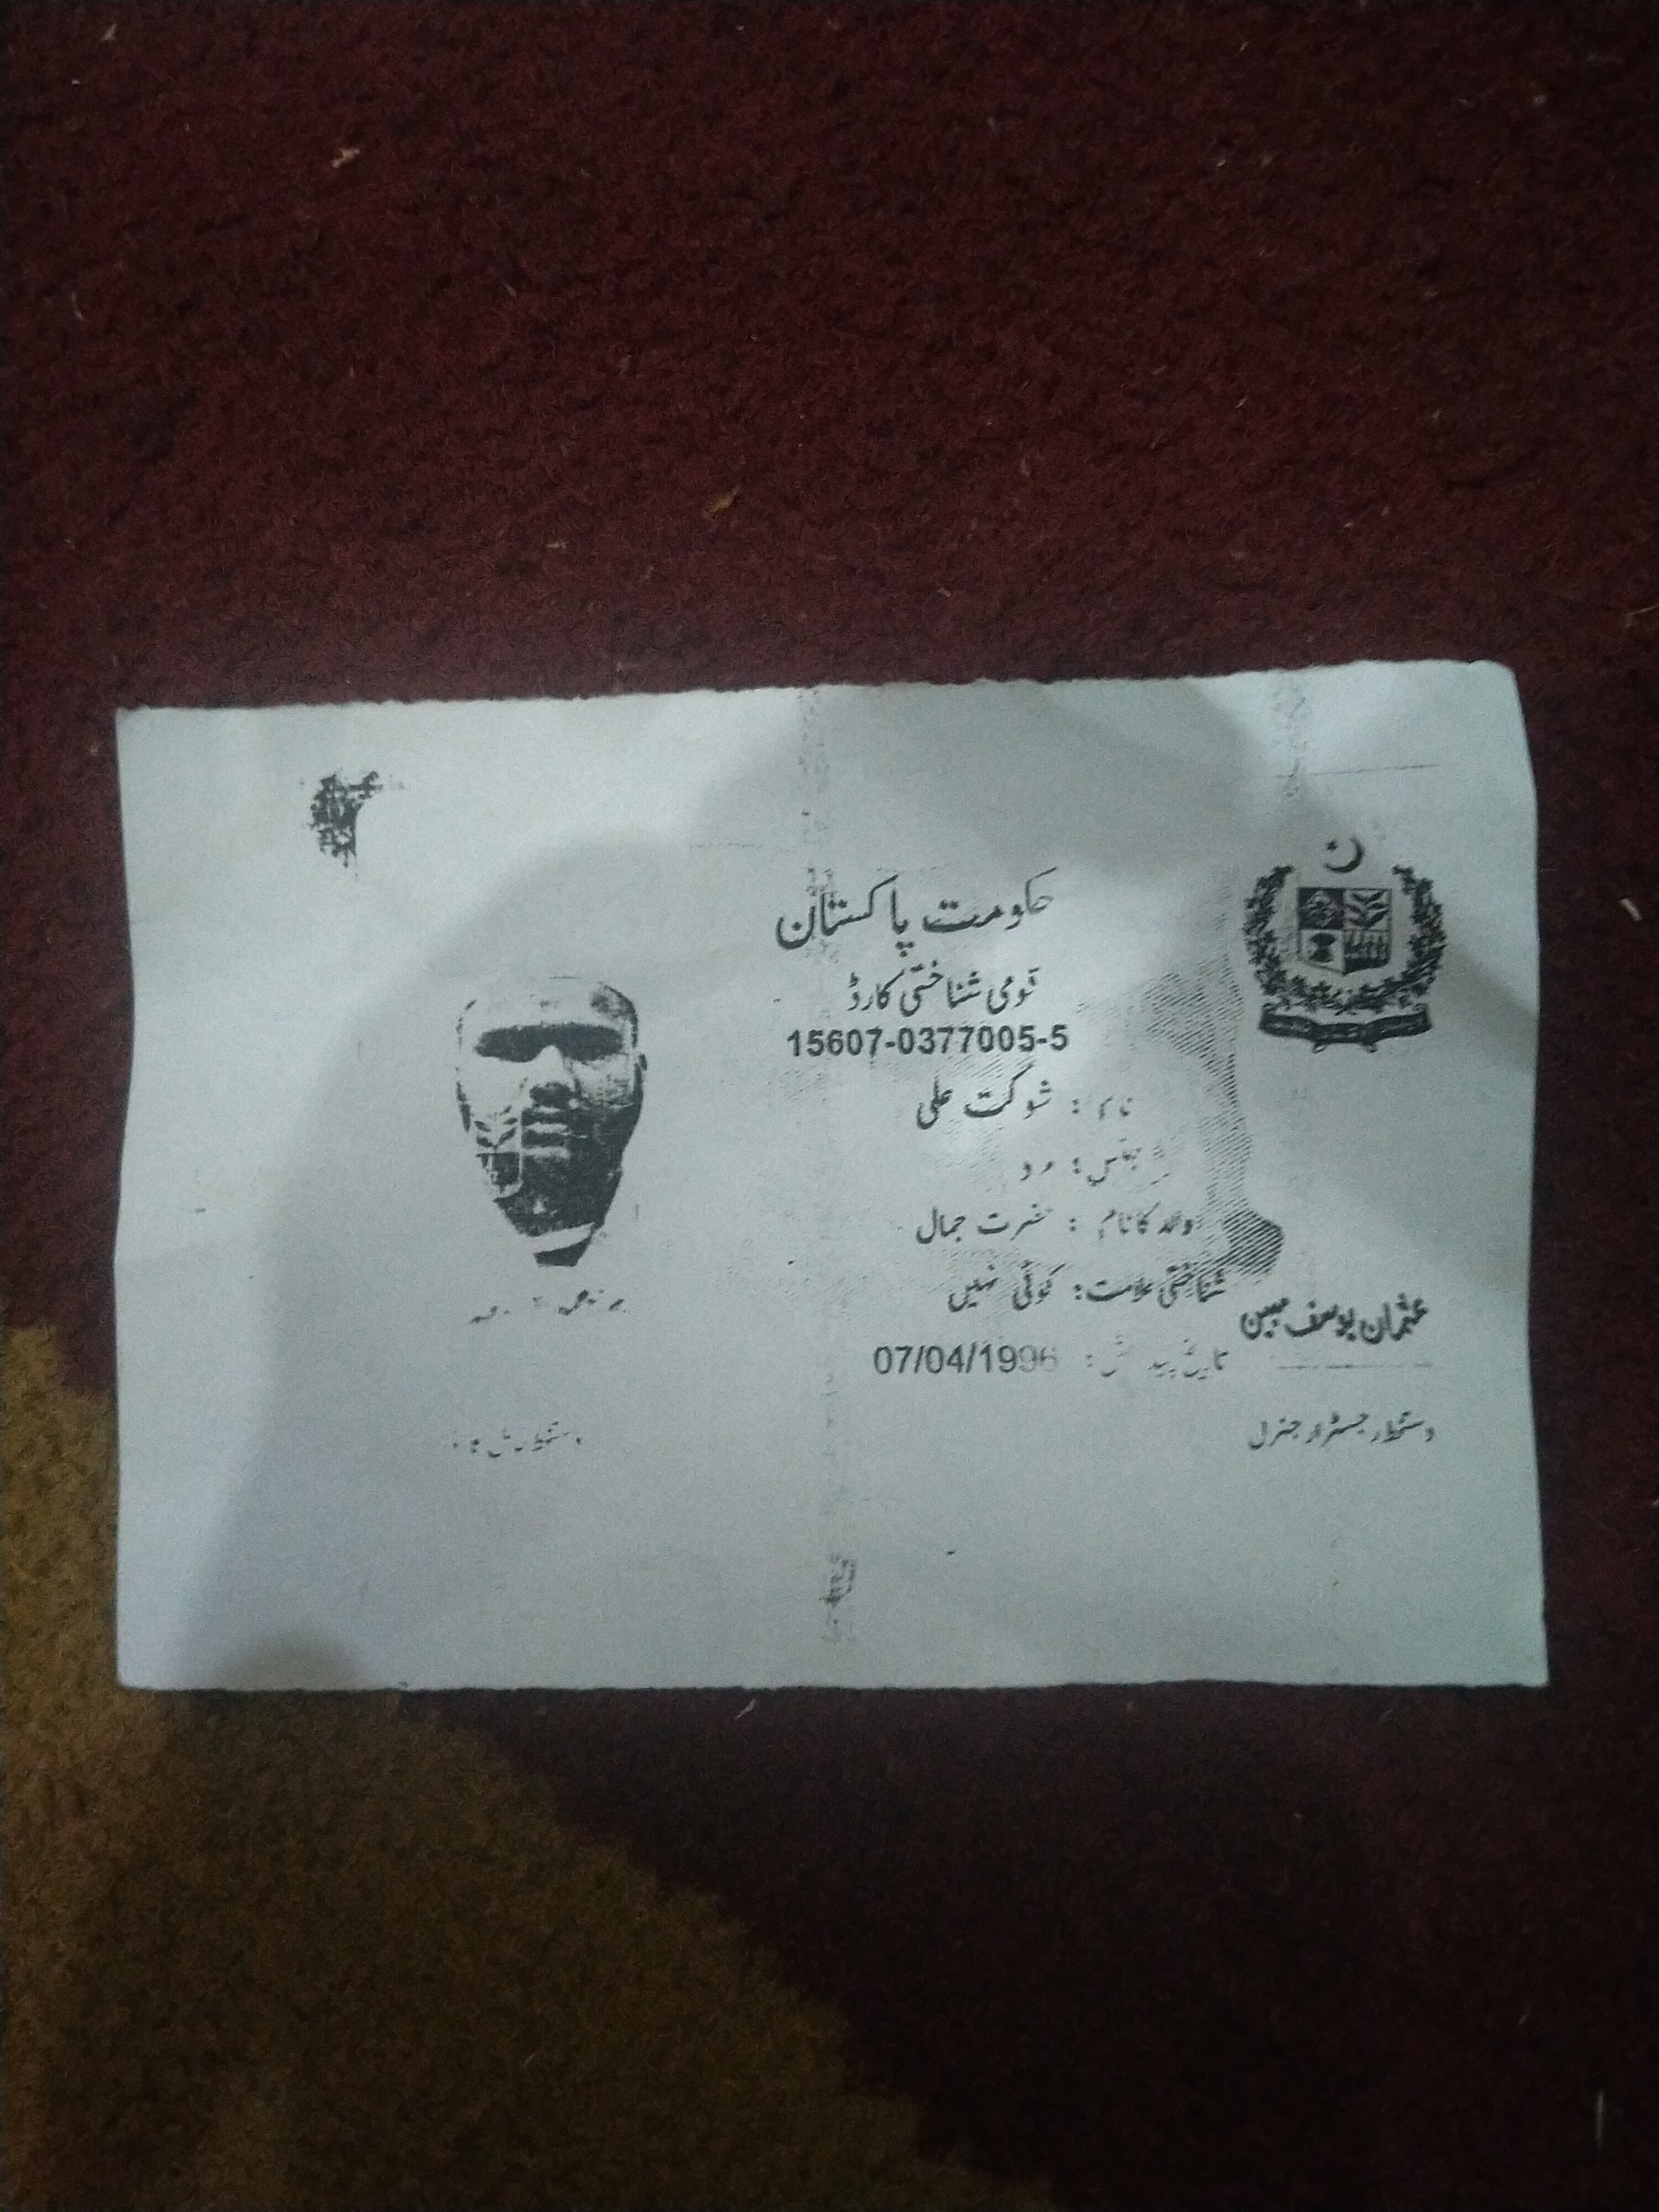 حکومت پاکستان
قومی شناختی کارڈ
15607-0377005-5
نام : شوکت علی
جنس : مرد
والد کا نام : حضرت جمال
شناختی علامت : کوئی نہیں
عثمان یوسف مبین
تاریخ پیدائش : 07/04/1996
دستخط رجسٹرار جنرل